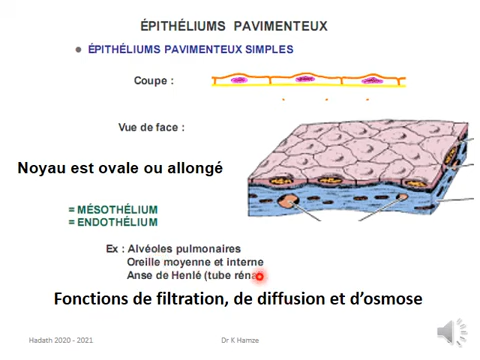 ÉPITHÉLIUMS PAVIMENTEUX
ÉPITHÉLIUMS PAVIMENTEUX SIMPLES
Coupe :
Vue de face :
Noyau est ovale ou allongé
= MÉSOTHÉLIUM
= ENDOTHÉLIUM
Ex : Alvéoles pulmonaires
Oreille moyenne et interne
Anse de Henlé (tube réna
Fonctions de filtration, de diffusion et d'osmose
Hadath 2020 - 2021
Dr K Hamze